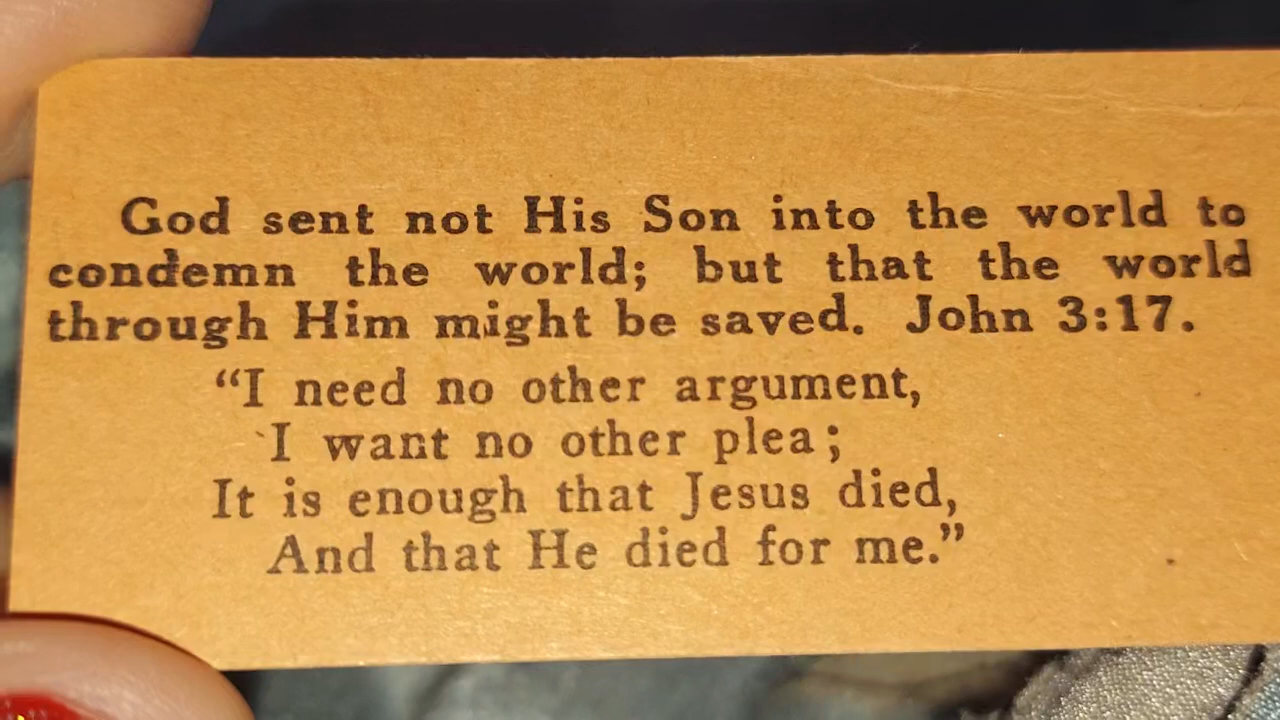 God sent not His Son into the world to
condemn the world; but that the world
through Him might be saved. John 3:17.
“I need no other argument,
I want no other plea;
It is enough that Jesus died,
And that He died for me.”